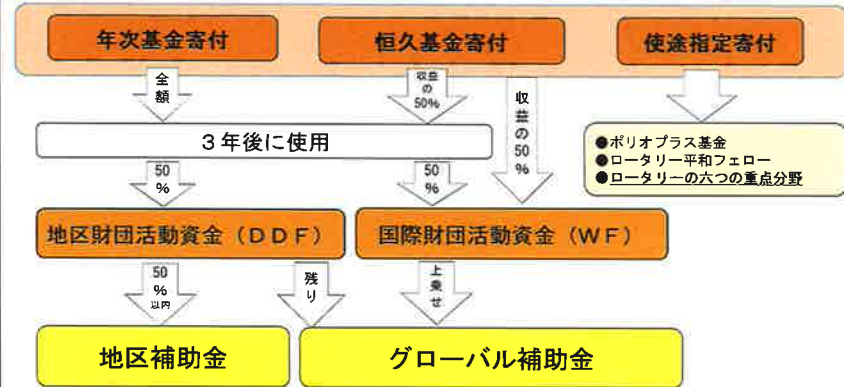 年次基金寄付
恒久基金寄付
使途指定寄付
全額
収益の50%
収益の50%
3年後に使用
●ポリオプラス基金
●ロータリー平和フェロー
●ロータリーの六つの重点分野
50%
50%
地区財団活動資金(DDF)
国際財団活動資金(WF)
50%以内
残り
上乗せ
地区補助金
グローバル補助金